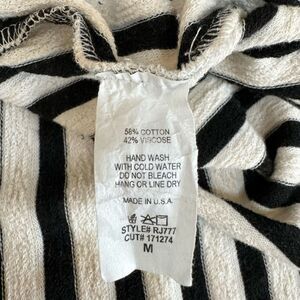 58% COTTON
42% VISCOSE
HAND WASH
WITH COLD WATER
DO NOT BLEACH
HANG OR LINE DRY
MADE IN U.S.A.
STYLE# RJ777
CUT# 171274
M